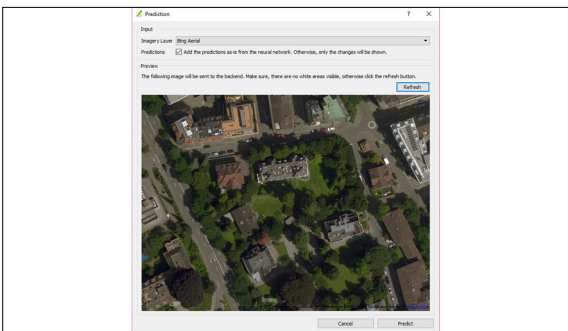 Prediction
Input
Imagery Layer Bing Aerial
Predictions Add the predictions as-is from the neural network. Otherwise, only the changes will be shown.
Preview
The following image will be sent to the backend. Make sure, there are no white areas visible, otherwise click the refresh button.
Refresh
Cancel Predict